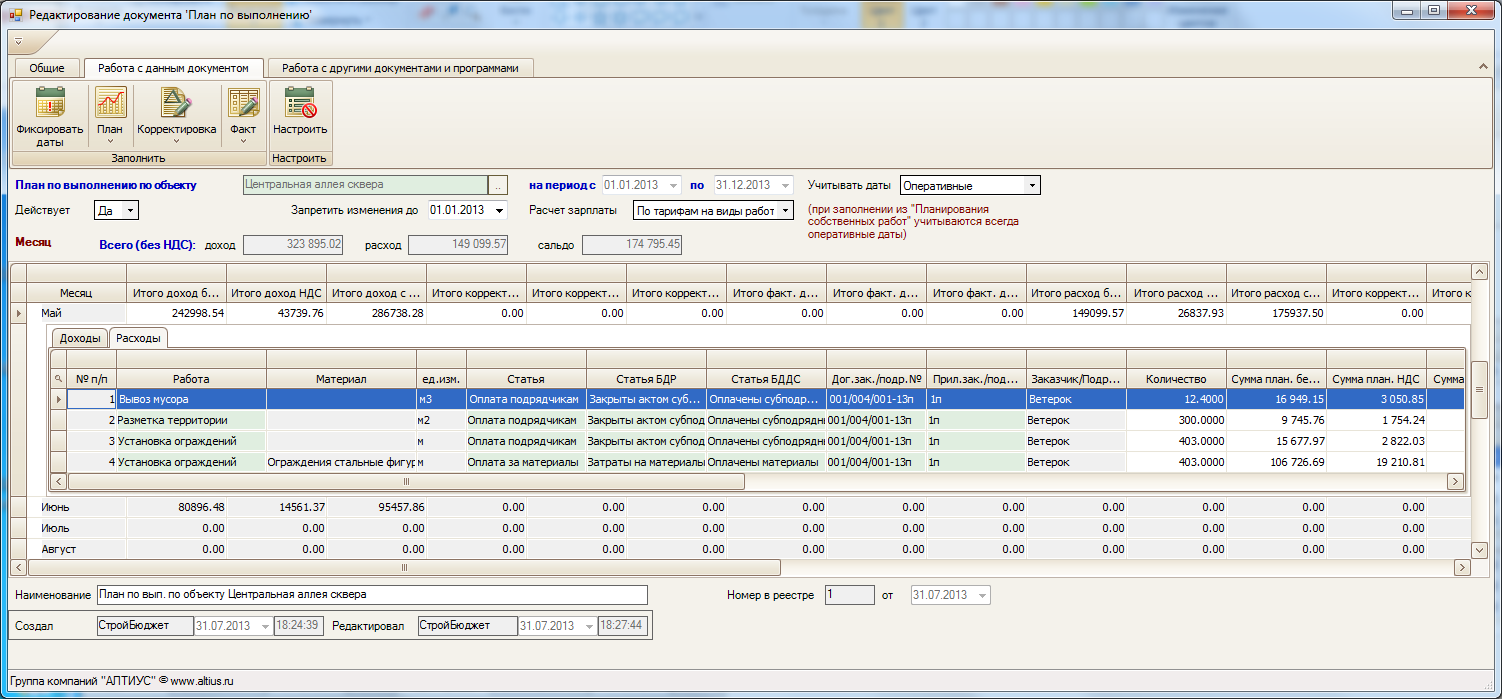 Редактирование документа 'План по выполнению'
Общие Работа с данным документом Работа с другими документами и программами
Фиксировать даты План Корректировка Факт Настроить
Заполнить Настроить
План по выполнению по объекту Центральная аллея сквера .. на период с 01.01.2013 по 31.12.2013 Учитывать даты Оперативные
Действует Да Запретить изменения до 01.01.2013 Расчет зарплаты По тарифам на виды работ
(при заполнении из "Планирования
собственных работ" учитываются всегда
оперативные даты)
Месяц Всего (без НДС): доход 323 895.02 расход 149 099.57 сальдо 174 795.45
Месяц Итого доход б... Итого доход НДС Итого доход с ... Итого коррект... Итого коррект... Итого коррект... Итого факт. д... Итого факт. д... Итого факт. д... Итого расход б... Итого расход ... Итого расход с... Итого коррект... Итого к
Май 242998.54 43739.76 286738.28 0.00 0.00 0.00 0.00 0.00 0.00 149099.57 26837.93 175937.50 0.00
Доходы Расходы
№ п/п Работа Материал ед.изм. Статья Статья БДР Статья БДДС Дог.зак./подр.№ Прил.зак./под... Заказчик/Подр... Количество Сумма план. бе... Сумма план. НДС Сумма
1 Вывоз мусора м3 Оплата подрядчикам Закрыты актом суб... Оплачены субподр... 001/004/001-13п 1п Ветерок 12.4000 16 949.15 3 050.85
2 Разметка территории м2 Оплата подрядчикам Закрыты актом субпод Оплачены субподрядн 001/004/001-13п 1п Ветерок 300.0000 9 745.76 1 754.24
3 Установка ограждений м Оплата подрядчикам Закрыты актом субпод Оплачены субподрядн 001/004/001-13п 1п Ветерок 403.0000 15 677.97 2 822.03
4 Установка ограждений Ограждения стальные фигур м Оплата за материалы Затраты на материалы Оплачены материалы 001/004/001-13п 1п Ветерок 403.0000 106 726.69 19 210.81
Июнь 80896.48 14561.37 95457.86 0.00 0.00 0.00 0.00 0.00 0.00 0.00 0.00 0.00 0.00
Июль 0.00 0.00 0.00 0.00 0.00 0.00 0.00 0.00 0.00 0.00 0.00 0.00 0.00
Август 0.00 0.00 0.00 0.00 0.00 0.00 0.00 0.00 0.00 0.00 0.00 0.00 0.00
Наименование План по вып. по объекту Центральная аллея сквера Номер в реестре 1 от 31.07.2013
Создал СтройБюджет 31.07.2013 18:24:39 Редактировал СтройБюджет 31.07.2013 18:27:44
Группа компаний "АЛТИУС" © www.altius.ru